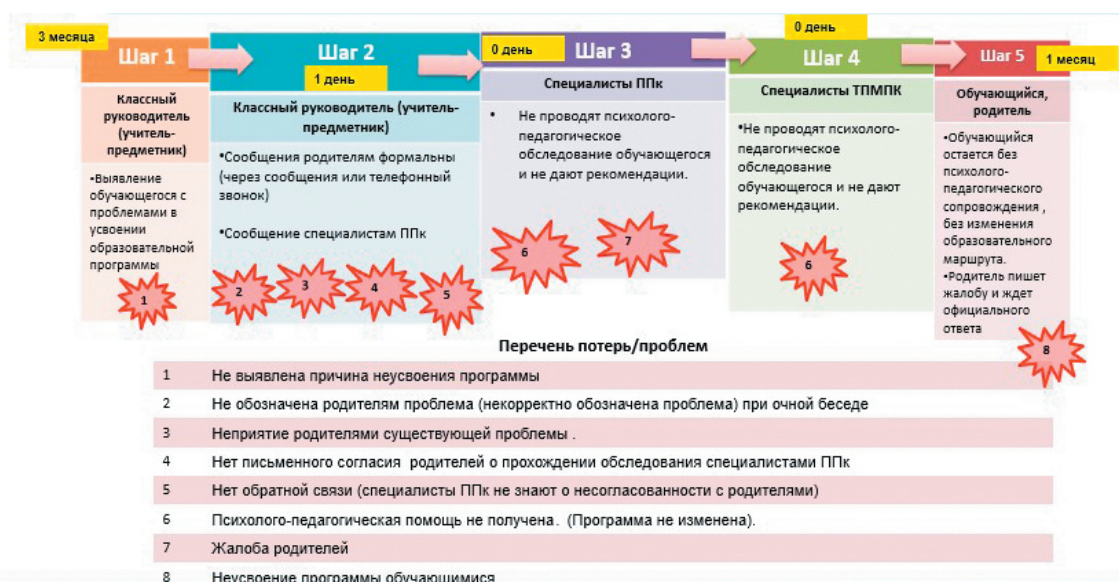 3 месяца
Шаг 1
Классный
руководитель
(учитель-
предметник)
•Выявление
обучающегося с
проблемами в
усвоении
образовательной
программы
1
Шаг 2
1 день
Классный руководитель (учитель-
предметник)
•Сообщения родителям формальны
(через сообщения или телефонный
звонок)
•Сообщение специалистам ППк
2
3
4
5
0 день
Шаг 3
Специалисты ППк
• Не проводят психолого-
педагогическое
обследование обучающегося
и не дают рекомендации.
6
7
0 день
Шаг 4
Специалисты ТПМПК
•Не проводят психолого-
педагогическое
обследование
обучающегося и не дают
рекомендации.
6
Шаг 5
1 месяц
Обучающийся,
родитель
•Обучающийся
остается без
психолого-
педагогического
сопровождения ,
без изменения
образовательного
маршрута.
•Родитель пишет
жалобу и ждет
официального
ответа
8
Перечень потерь/проблем
1 Не выявлена причина неусвоения программы
2 Не обозначена родителям проблема (некорректно обозначена проблема) при очной беседе
3 Неприятие родителями существующей проблемы .
4 Нет письменного согласия родителей о прохождении обследования специалистами ППк
5 Нет обратной связи (специалисты ППк не знают о несогласованности с родителями)
6 Психолого-педагогическая помощь не получена. (Программа не изменена).
7 Жалоба родителей
8 Неусвоение программы обучающимися